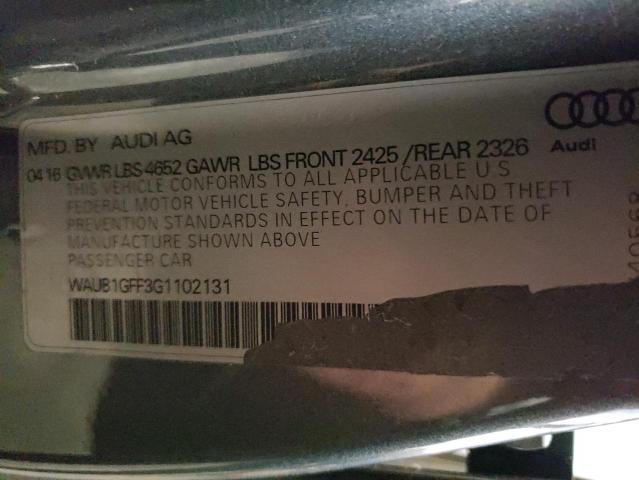 MFD. BY AUDI AG
04 16 GVWR LBS 4652 GAWR LBS FRONT 2425 / REAR 2326
Audi
THIS VEHICLE CONFORMS TO ALL APPLICABLE U S
FEDERAL MOTOR VEHICLE SAFETY, BUMPER AND THEFT
PREVENTION STANDARDS IN EFFECT ON THE DATE OF
MANUFACTURE SHOWN ABOVE
PASSENGER CAR
WAUB1GFF3G1102131